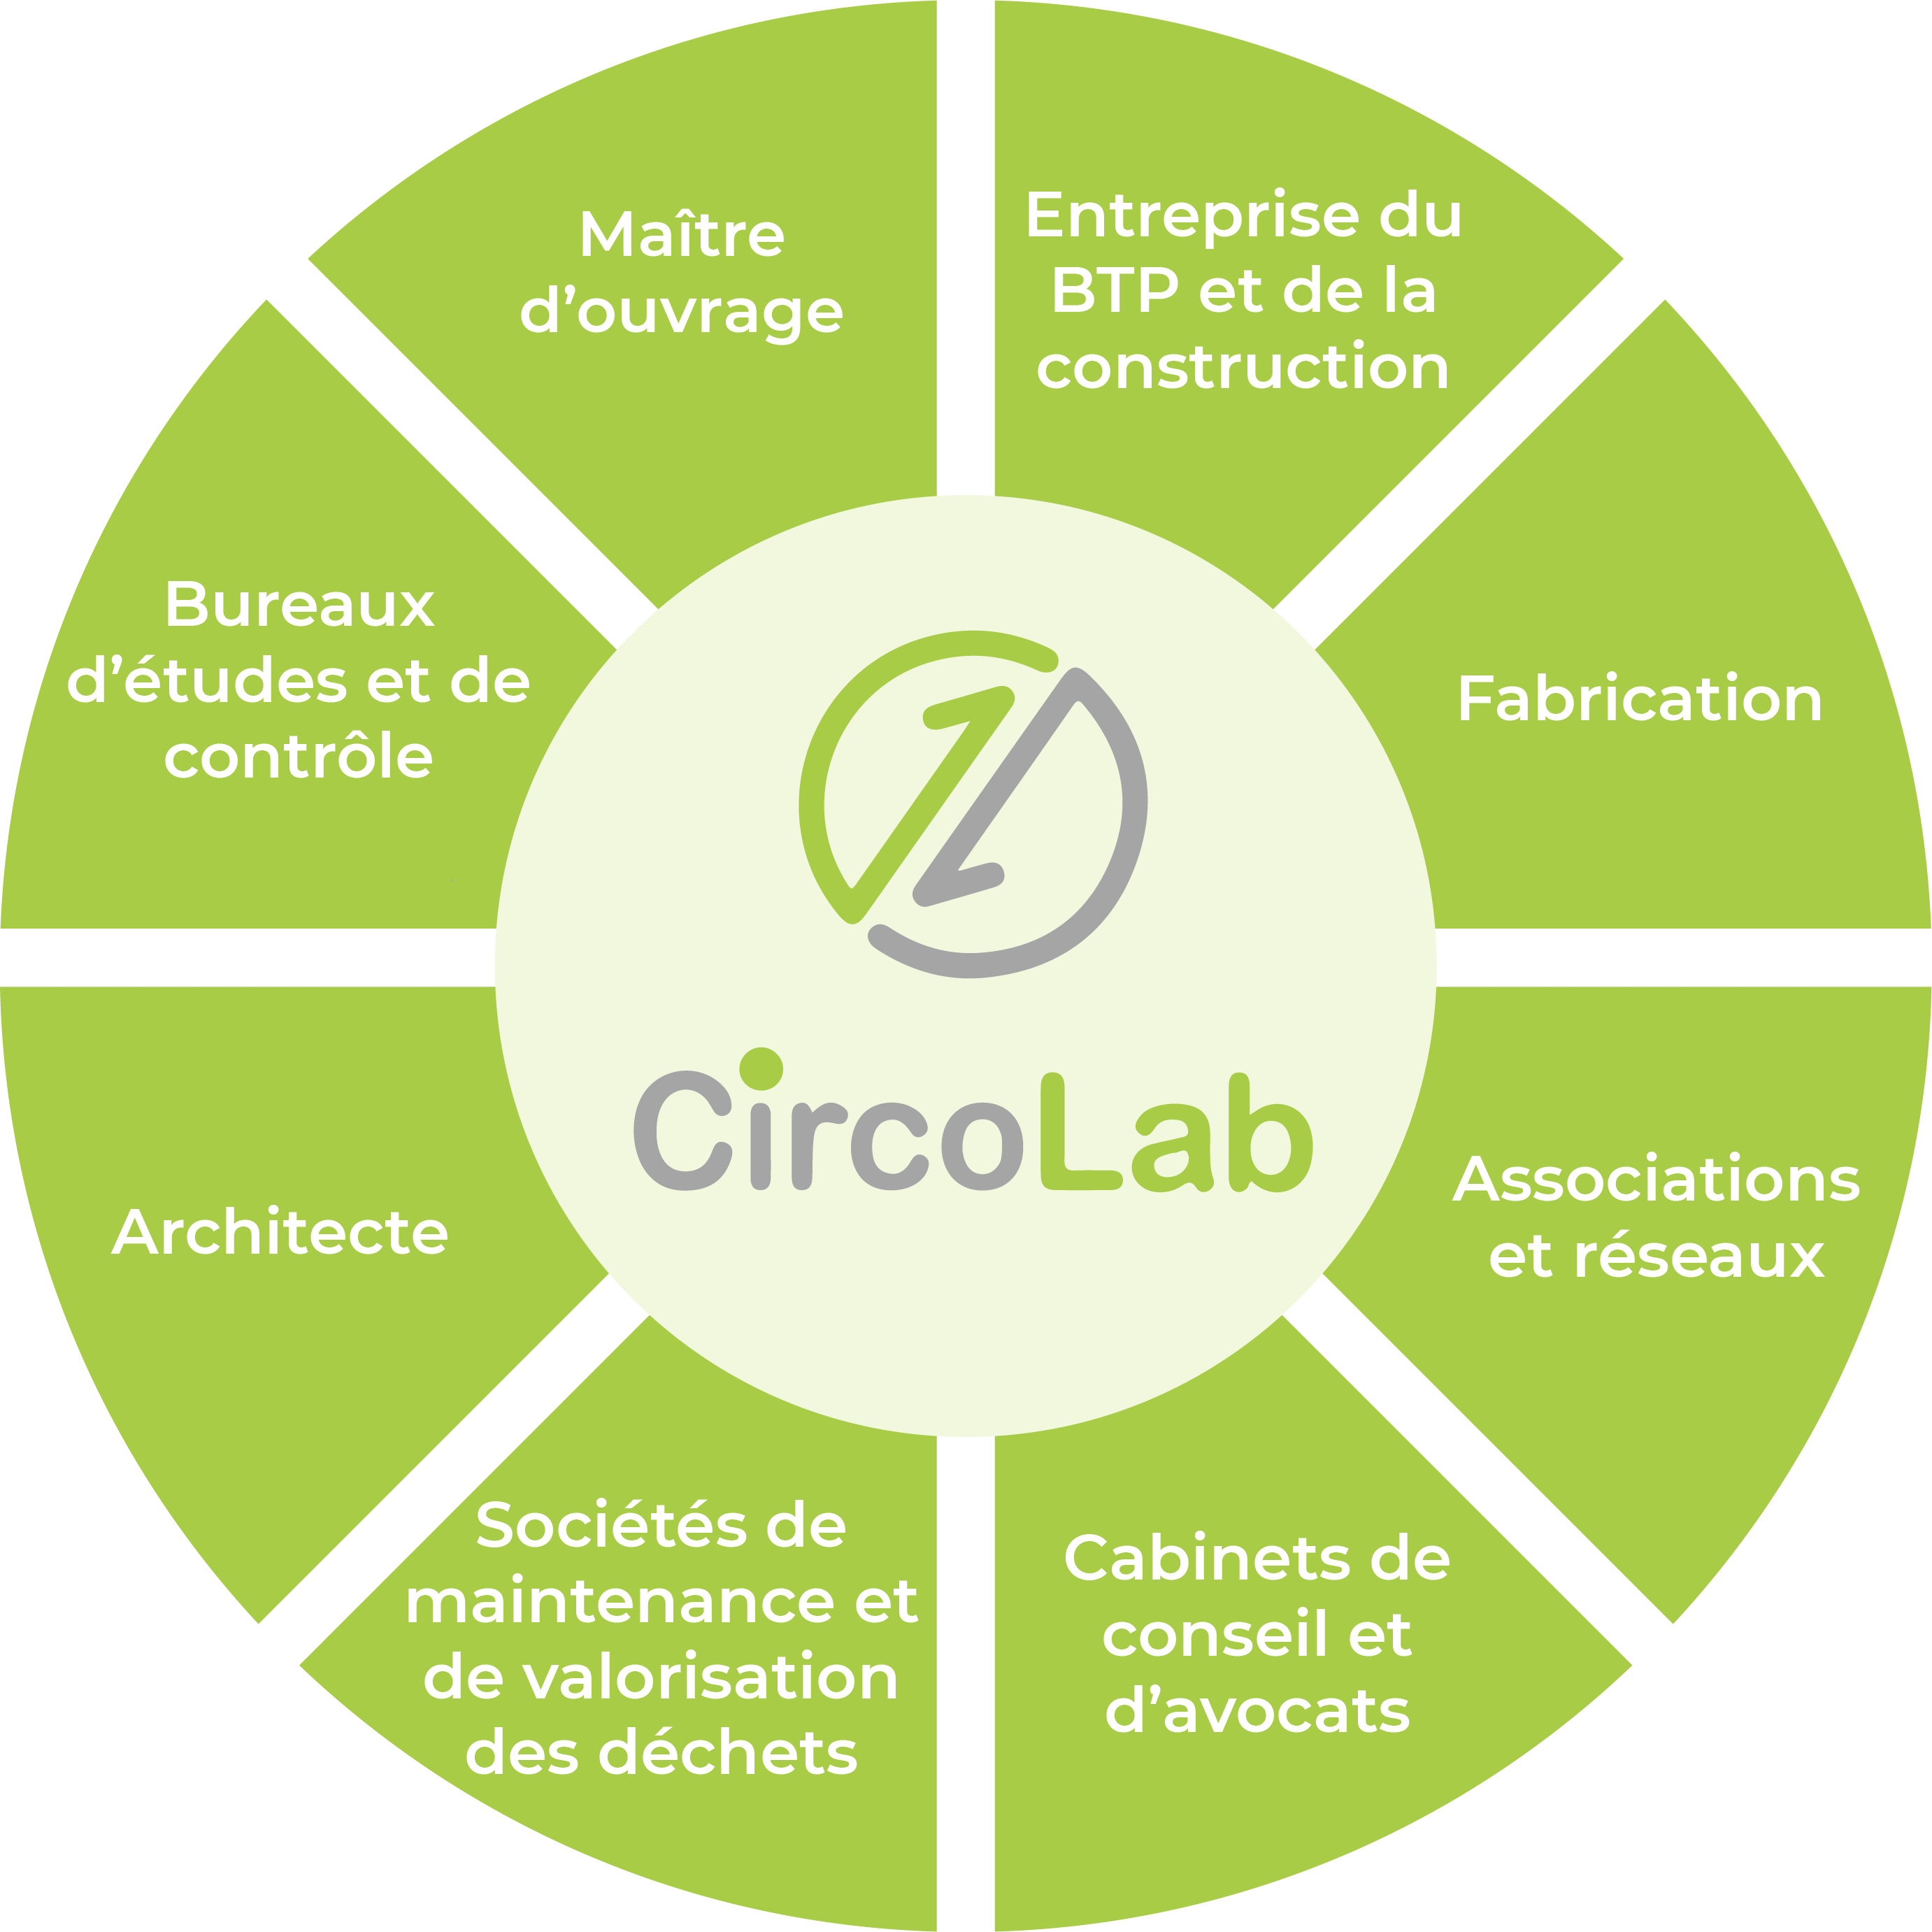 Maître
d'ouvrage
Entreprise du
BTP et de la
construction
Fabrication
Associations
et réseaux
Cabinets de
conseil et
d'avocats
Sociétés de
maintenance et
de valorisation
des déchets
Architecte
Bureaux
d'études et de
contrôle
CircoLab